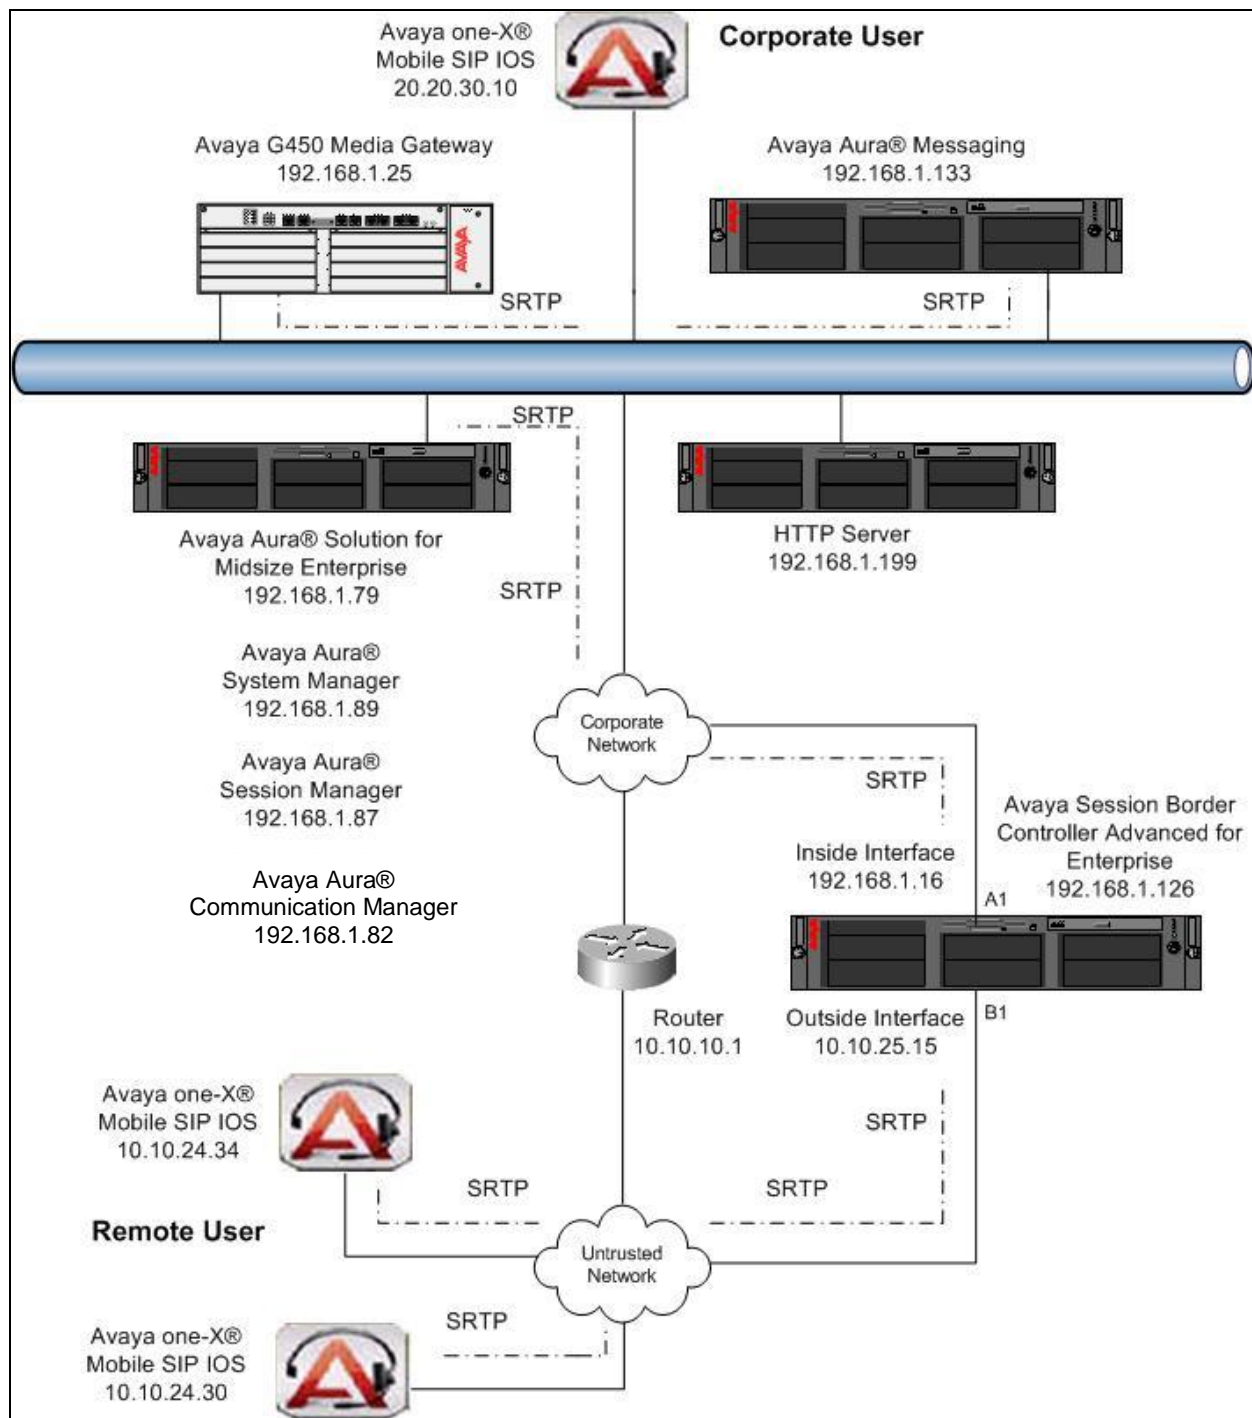 Avaya one-X®
Mobile SIP IOS
20.20.30.10
Corporate User
Avaya G450 Media Gateway
192.168.1.25
Avaya Aura® Messaging
192.168.1.133
AVAYA
SRTP
SRTP
SRTP
Avaya Aura® Solution for
Midsize Enterprise
192.168.1.79
HTTP Server
192.168.1.199
SRTP
Avaya Aura®
System Manager
192.168.1.89
Corporate
Network
Avaya Aura®
Session Manager
192.168.1.87
SRTP
Avaya Session Border
Controller Advanced for
Enterprise
192.168.1.126
Inside Interface
192.168.1.16
A1
Avaya Aura®
Communication Manager
192.168.1.82
Router
10.10.10.1
Outside Interface
10.10.25.15
B1
Avaya one-X®
Mobile SIP IOS
10.10.24.34
SRTP
SRTP
SRTP
Remote User
Untrusted
Network
SRTP
Avaya one-X®
Mobile SIP IOS
10.10.24.30